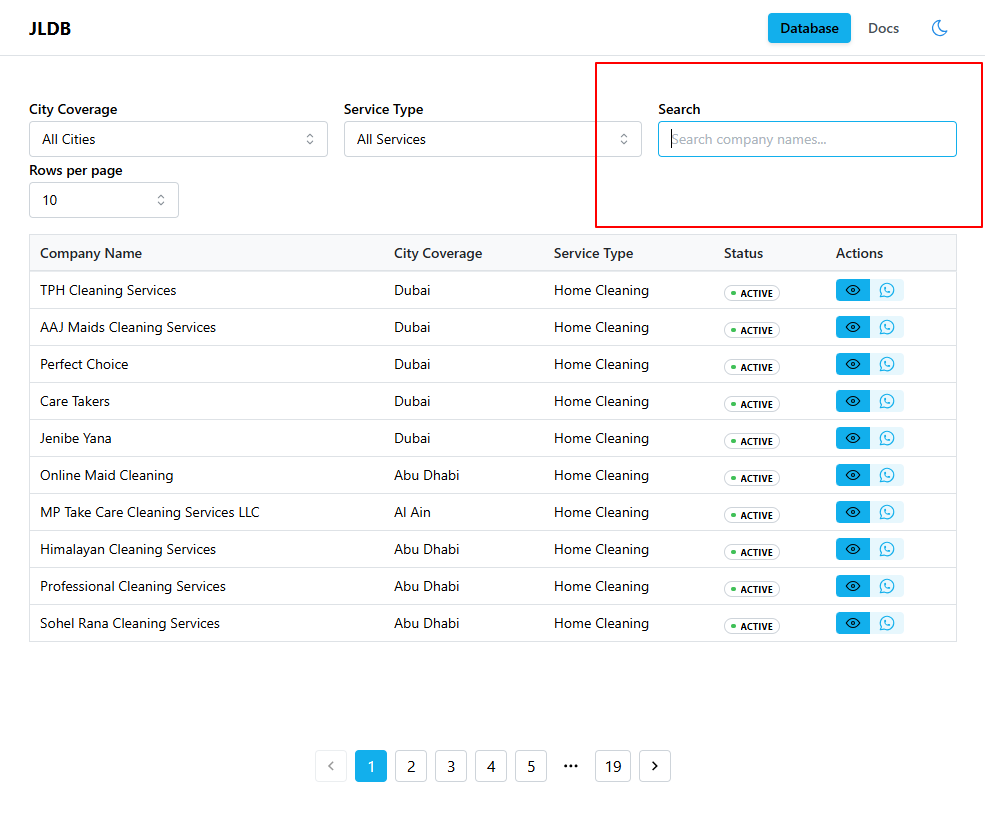 JLDB Database Docs
City Coverage Service Type Search
All Cities All Services Search company names...
Rows per page
10
Company Name City Coverage Service Type Status Actions
TPH Cleaning Services Dubai Home Cleaning ACTIVE
AAJ Maids Cleaning Services Dubai Home Cleaning ACTIVE
Perfect Choice Dubai Home Cleaning ACTIVE
Care Takers Dubai Home Cleaning ACTIVE
Jenibe Yana Dubai Home Cleaning ACTIVE
Online Maid Cleaning Abu Dhabi Home Cleaning ACTIVE
MP Take Care Cleaning Services LLC Al Ain Home Cleaning ACTIVE
Himalayan Cleaning Services Abu Dhabi Home Cleaning ACTIVE
Professional Cleaning Services Abu Dhabi Home Cleaning ACTIVE
Sohel Rana Cleaning Services Abu Dhabi Home Cleaning ACTIVE
1 2 3 4 5 ... 19